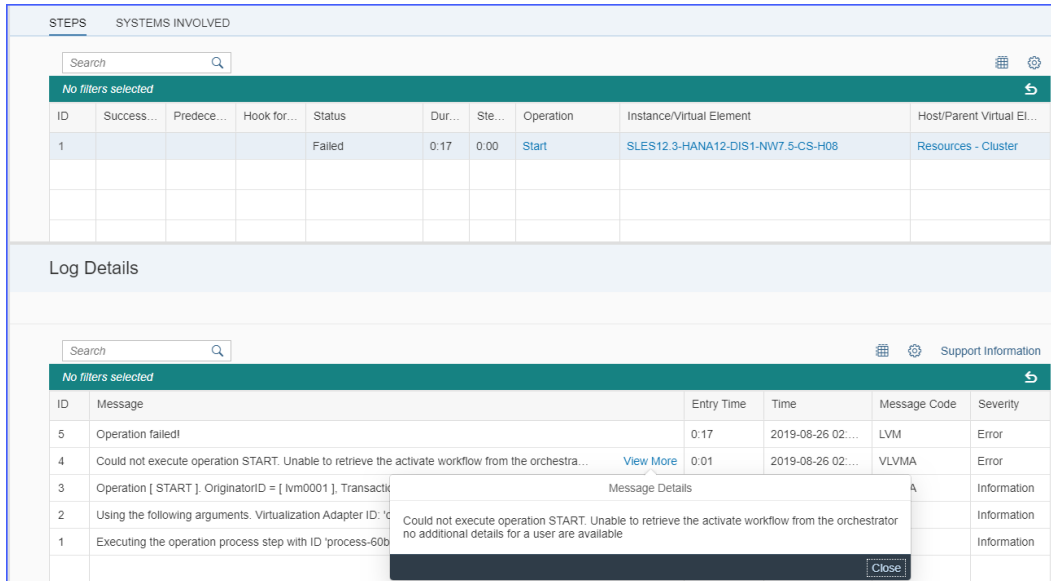 STEPS SYSTEMS INVOLVED
Search
No filters selected
ID Success... Predece... Hook for... Status Dur... Ste... Operation Instance/Virtual Element Host/Parent Virtual El...
1 Failed 0:17 0:00 Start SLES12.3-HANA12-DIS1-NW7.5-CS-H08 Resources - Cluster
Log Details
Search Support Information
No filters selected
ID Message Entry Time Time Message Code Severity
5 Operation failed! 0:17 2019-08-26 02:... LVM Error
4 Could not execute operation START. Unable to retrieve the activate workflow from the orchestra... View More 0:01 2019-08-26 02:... VLVMA Error
3 Operation [ START ]. OriginatorID = [ lvm0001 ], Transactio Information
Message Details
2 Using the following arguments. Virtualization Adapter ID: Information
Could not execute operation START. Unable to retrieve the activate workflow from the orchestrator
no additional details for a user are available
1 Executing the operation process step with ID 'process-60b Information
Close